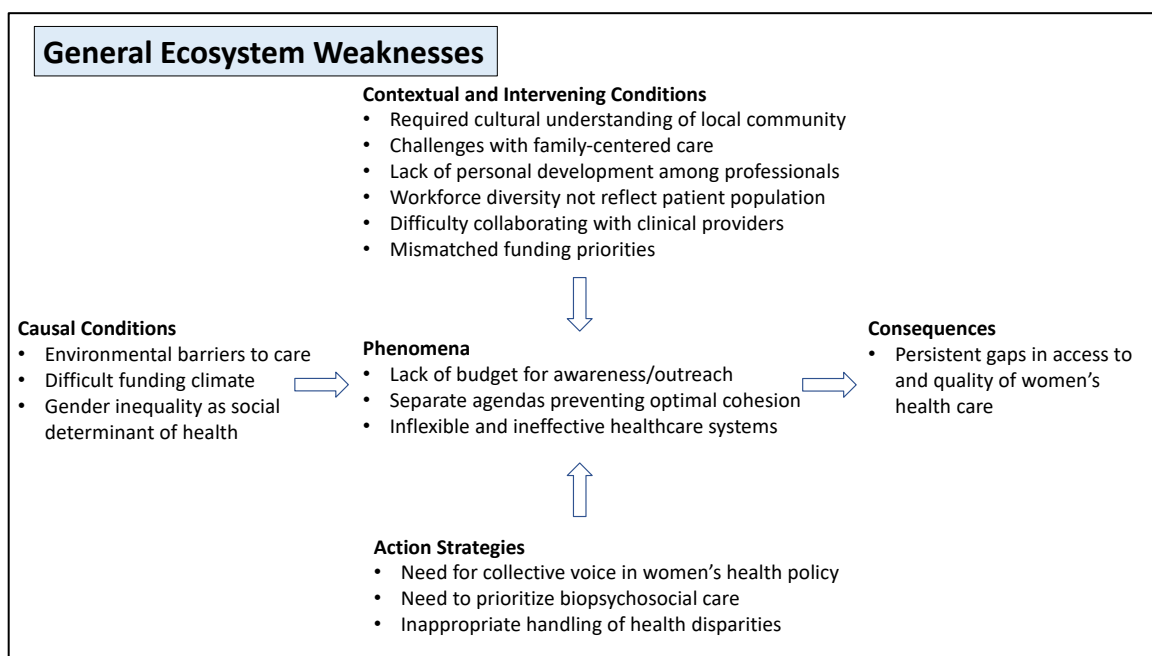 General Ecosystem Weaknesses
Contextual and Intervening Conditions
• Required cultural understanding of local community
• Challenges with family-centered care
• Lack of personal development among professionals
• Workforce diversity not reflect patient population
• Difficulty collaborating with clinical providers
• Mismatched funding priorities
Causal Conditions
• Environmental barriers to care
• Difficult funding climate
• Gender inequality as social
determinant of health
Phenomena
• Lack of budget for awareness/outreach
• Separate agendas preventing optimal cohesion
• Inflexible and ineffective healthcare systems
Consequences
• Persistent gaps in access to
and quality of women’s
health care
Action Strategies
• Need for collective voice in women’s health policy
• Need to prioritize biopsychosocial care
• Inappropriate handling of health disparities